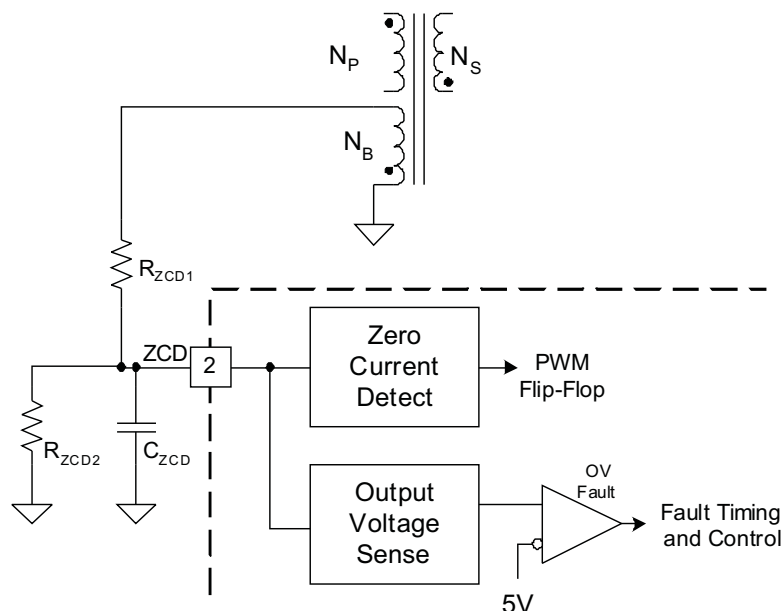 NP
NS
NB
RZCD1
ZCD
2
Zero
Current
Detect
PWM
Flip-Flop
RZCD2
CZCD
Output
Voltage
Sense
OV
Fault
Fault Timing
and Control
5V